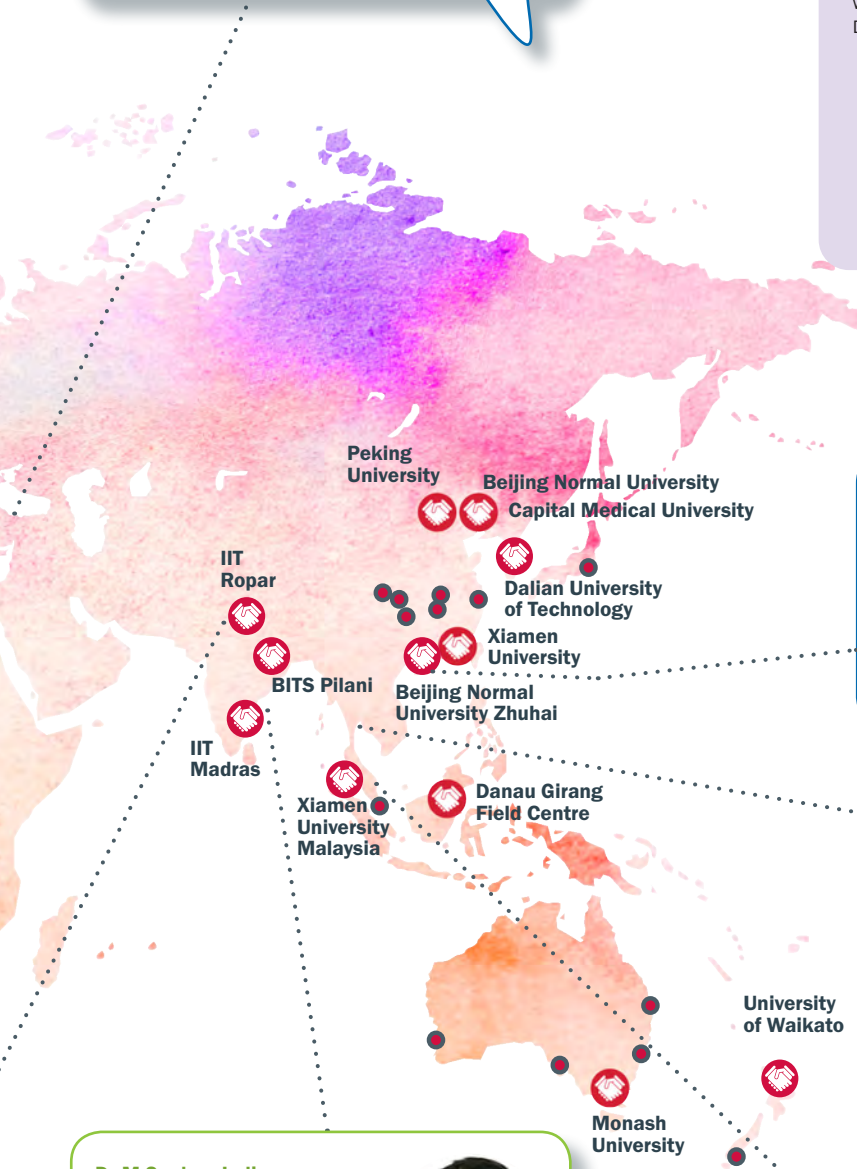 Peking
University
Beijing Normal University
Capital Medical University
IIT
Ropar
Dalian University
of Technology
Xiamen
University
BITS Pilani
Beijing Normal
University Zhuhai
IIT
Madras
Xiamen
University
Malaysia
Danau Girang
Field Centre
University
of Waikato
Monash
University